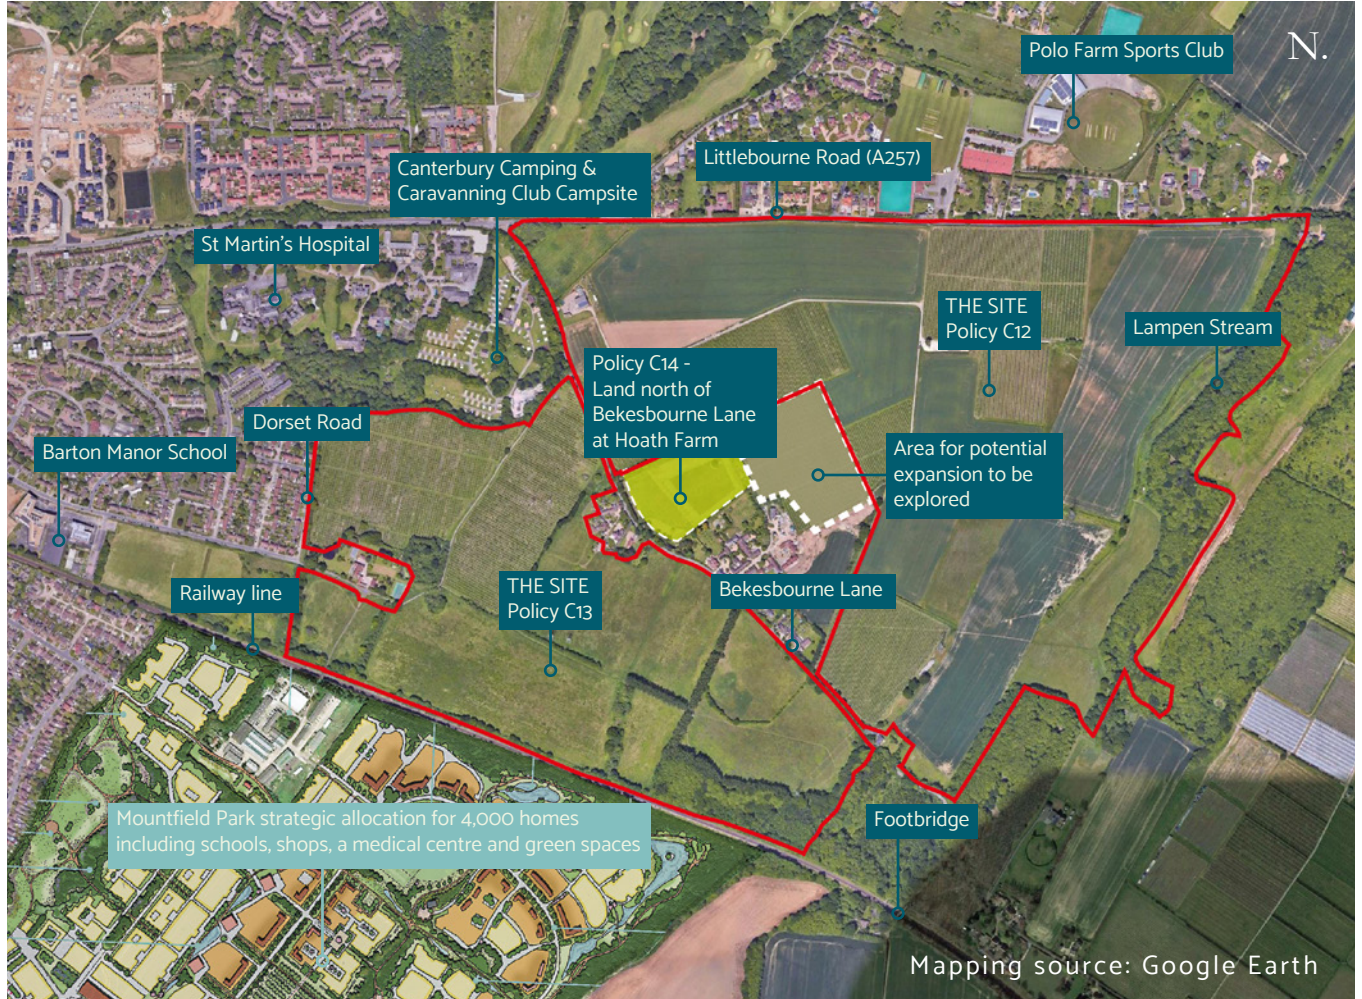 Polo Farm Sports Club
N.
Littlebourne Road (A257)
Canterbury Camping &
Caravanning Club Campsite
St Martin's Hospital
THE SITE
Policy C12
Lampen Stream
Policy C14 -
Land north of
Bekesbourne Lane
at Hoath Farm
Dorset Road
Barton Manor School
Area for potential
expansion to be
explored
Railway line
THE SITE
Policy C13
Bekesbourne Lane
Mountfield Park strategic allocation for 4,000 homes
including schools, shops, a medical centre and green spaces
Footbridge
Mapping source: Google Earth